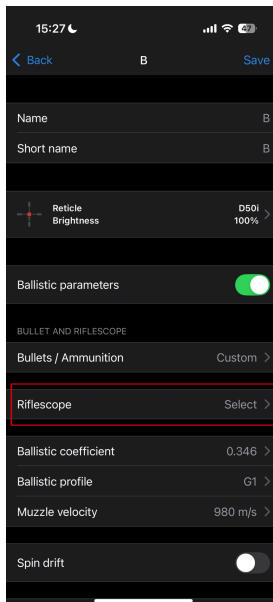 15:27
47
Back
B
Save
Name
B
Short name
B
Reticle
D50i
Brightness
100%
Ballistic parameters
BULLET AND RIFLESCOPE
Bullets / Ammunition
Custom
Riflescope
Select
Ballistic coefficient
0.346
Ballistic profile
G1
Muzzle velocity
980 m/s
Spin drift